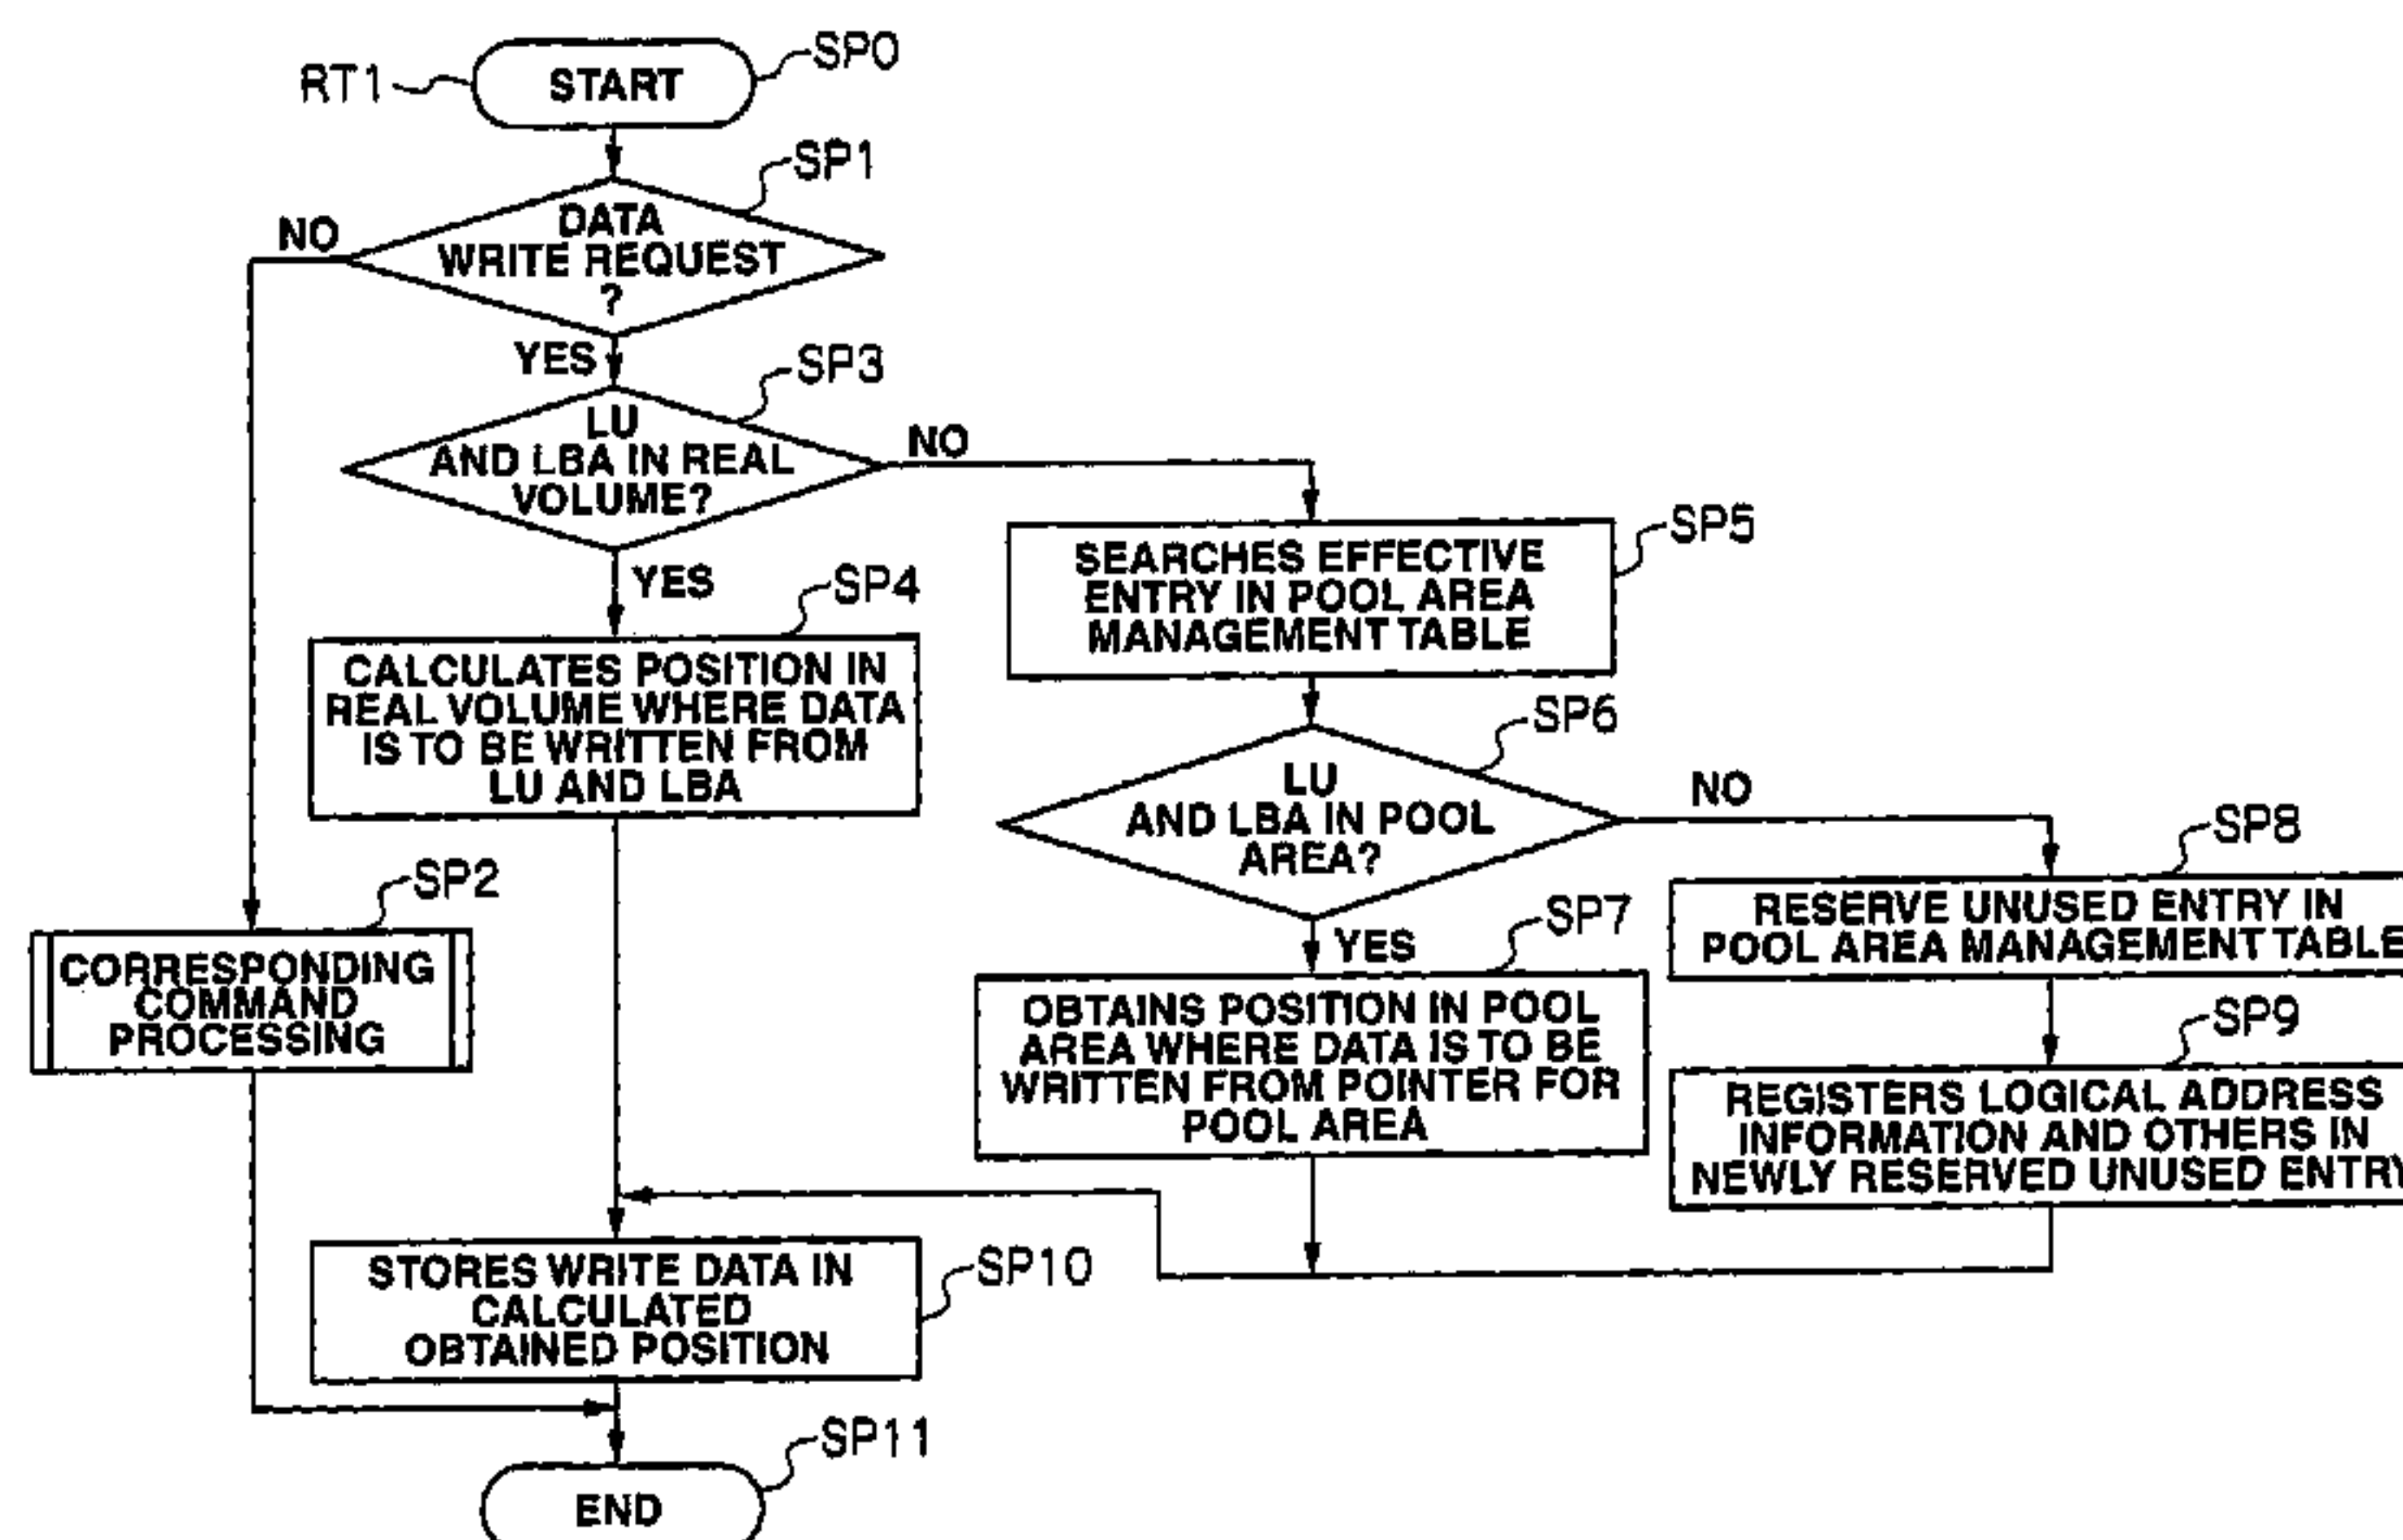 RT1
START
SP0
SP1
DATA
WRITE REQUEST
?
NO
YES
SP3
LU
AND LBA IN REAL
VOLUME?
NO
YES
SP4
CALCULATES POSITION IN
REAL VOLUME WHERE DATA
IS TO BE WRITTEN FROM
LU AND LBA
SP5
SEARCHES EFFECTIVE
ENTRY IN POOL AREA
MANAGEMENT TABLE
SP6
LU
AND LBA IN POOL
AREA?
NO
YES
SP2
CORRESPONDING
COMMAND
PROCESSING
SP7
OBTAINS POSITION IN POOL
AREA WHERE DATA IS TO BE
WRITTEN FROM POINTER FOR
POOL AREA
SP8
RESERVE UNUSED ENTRY IN
POOL AREA MANAGEMENT TABLE
SP9
REGISTERS LOGICAL ADDRESS
INFORMATION AND OTHERS IN
NEWLY RESERVED UNUSED ENTRY
SP10
STORES WRITE DATA IN
CALCULATED
OBTAINED POSITION
SP11
END